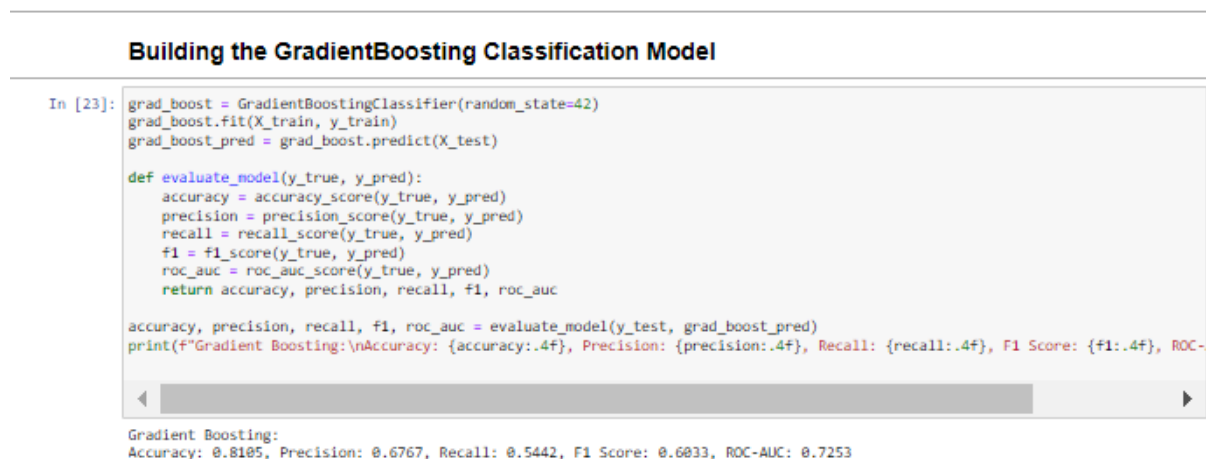 Building the GradientBoosting Classification Model
In [23]: grad_boost = GradientBoostingClassifier(random_state=42)
grad_boost.fit(X_train, y_train)
grad_boost_pred = grad_boost.predict(X_test)
def evaluate_model(y_true, y_pred):
    accuracy = accuracy_score(y_true, y_pred)
    precision = precision_score(y_true, y_pred)
    recall = recall_score(y_true, y_pred)
    f1 = f1_score(y_true, y_pred)
    roc_auc = roc_auc_score(y_true, y_pred)
    return accuracy, precision, recall, f1, roc_auc
accuracy, precision, recall, f1, roc_auc = evaluate_model(y_test, grad_boost_pred)
print(f"Gradient Boosting:\nAccuracy: {accuracy:.4f}, Precision: {precision:.4f}, Recall: {recall:.4f}, F1 Score: {f1:.4f}, ROC-
Gradient Boosting:
Accuracy: 0.8105, Precision: 0.6767, Recall: 0.5442, F1 Score: 0.6033, ROC-AUC: 0.7253